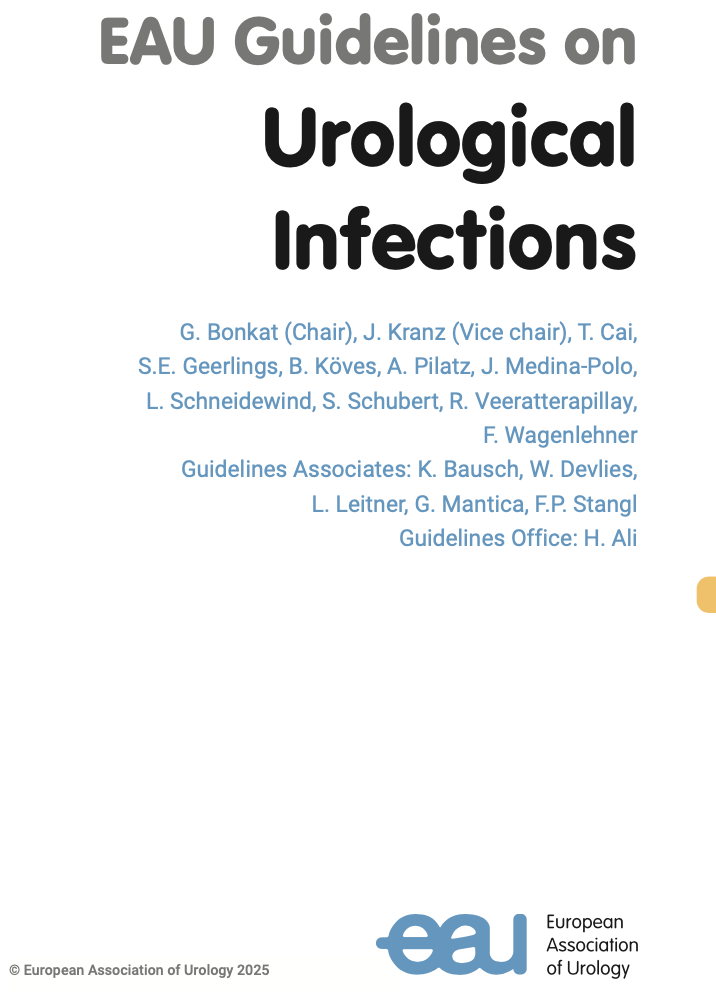 EAU Guidelines on
Urological
Infections
G. Bonkat (Chair), J. Kranz (Vice chair), T. Cai,
S.E. Geerlings, B. Köves, A. Pilatz, J. Medina-Polo,
L. Schneidewind, S. Schubert, R. Veeratterapillay,
F. Wagenlehner
Guidelines Associates: K. Bausch, W. Devlies,
L. Leitner, G. Mantica, F.P. Stangl
Guidelines Office: H. Ali
eau
European
Association
of Urology
© European Association of Urology 2025